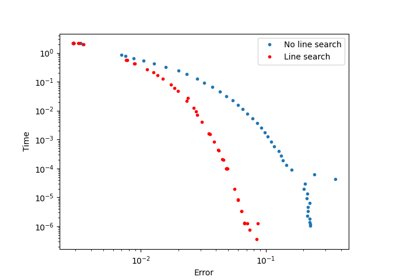 10⁰
10⁻¹
10⁻²
10⁻³
10⁻⁴
10⁻⁵
10⁻⁶
Time
No line search
Line search
10⁻²
10⁻¹
Error